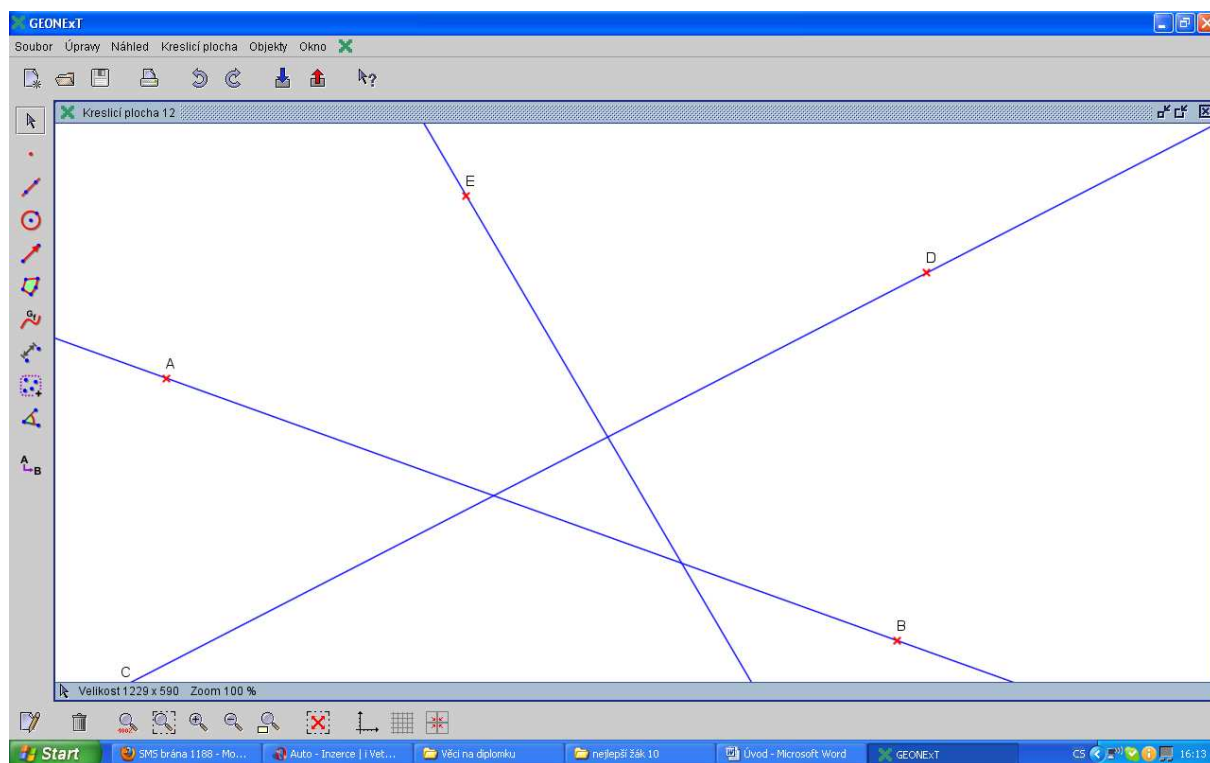 GEONExT
Soubor Úpravy Náhled Kreslicí plocha Objekty Okno
Kreslicí plocha 12
E
D
A
B
C
Velikost 1229 x 590 Zoom 100 %
Start SMS brána 1188 - Mo... Auto - Inzerce | i Vet... Věci na diplomku nejlepší žák 10 Úvod - Microsoft Word GEONExT CS 16:13
A
B